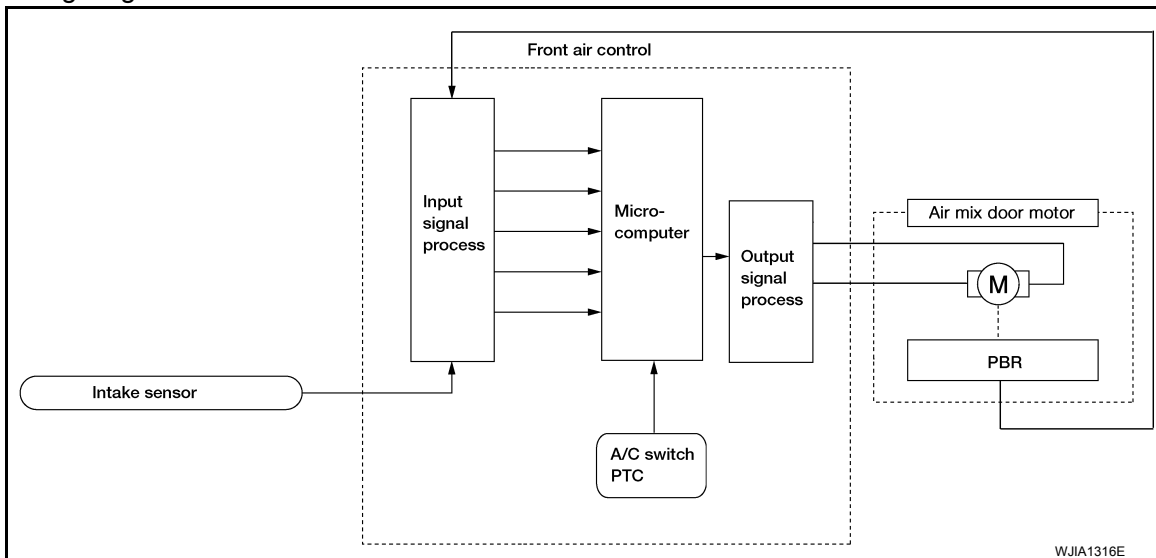 Front air control
Input
signal
process
Micro-
computer
Output
signal
process
Air mix door motor
M
PBR
Intake sensor
A/C switch
PTC
WJIA1316E